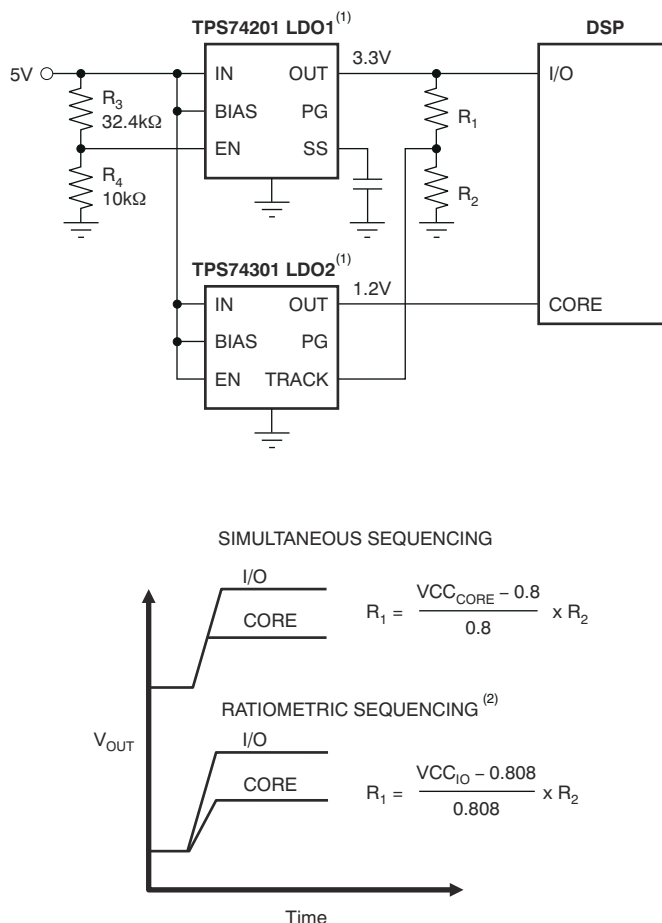 TPS74201 LDO1(1)
DSP
5V
IN
OUT
3.3V
I/O
R3
32.4kΩ
BIAS
PG
R1
EN
SS
R4
10kΩ
R2
TPS74301 LDO2(1)
IN
OUT
1.2V
CORE
BIAS
PG
EN
TRACK
SIMULTANEOUS SEQUENCING
I/O
CORE
R1 = VCCCORE – 0.8 / 0.8 x R2
RATIOMETRIC SEQUENCING (2)
VOUT
I/O
CORE
R1 = VCCIO – 0.808 / 0.808 x R2
Time